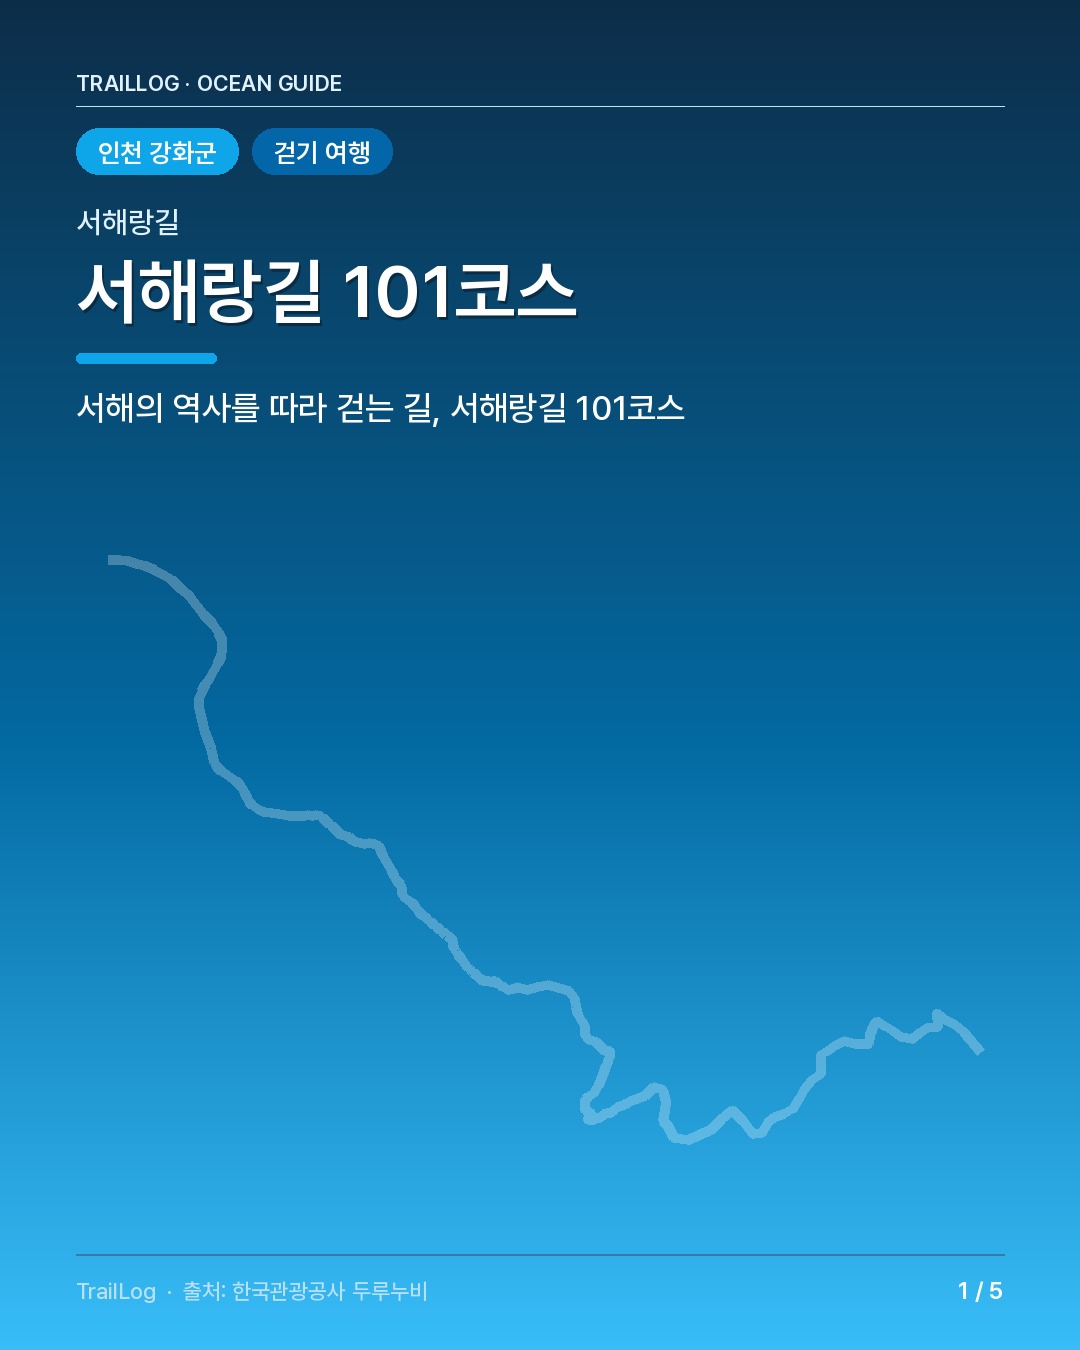 TRAILLOG · OCEAN GUIDE
인천 강화군 걷기 여행
서해랑길
서해랑길 101코스
서해의 역사를 따라 걷는 길, 서해랑길 101코스
TrailLog · 출처: 한국관광공사 두루누비
1 / 5